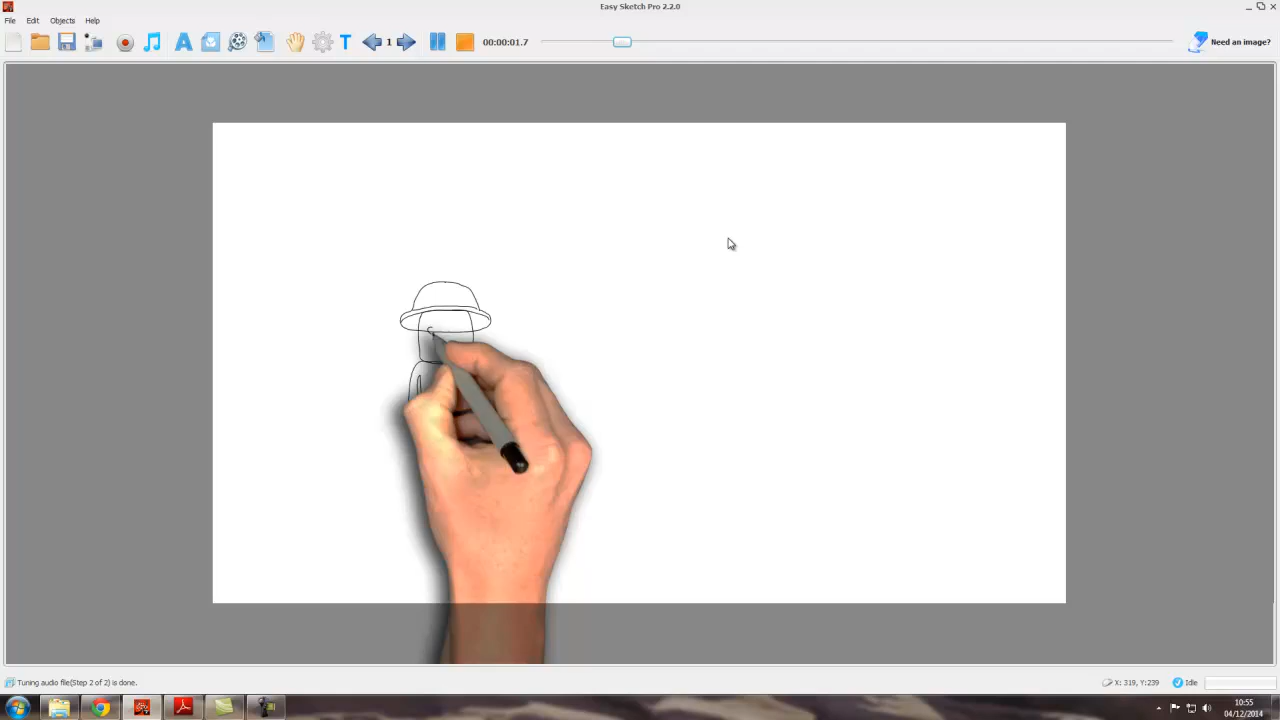 Easy Sketch Pro 2.2.0
File Edit Objects Help
1 00:00:01.7 Need an image?
Tuning audio file(Step 2 of 2) is done. X: 319, Y:239 Idle
10:55
04/12/2014